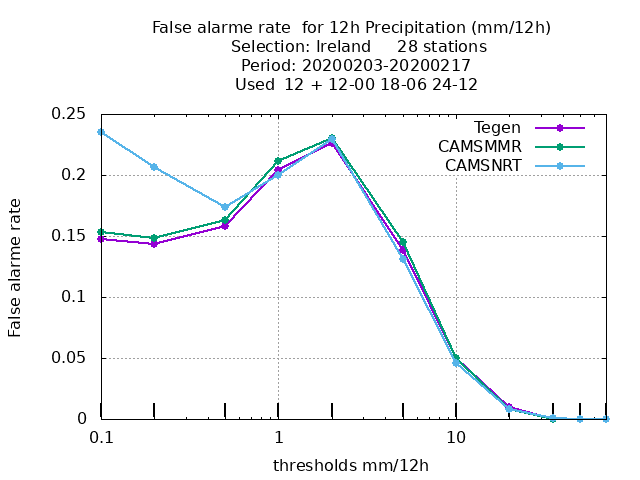 False alarme rate  for 12h Precipitation (mm/12h)
Selection: Ireland     28 stations
Period: 20200203-20200217
Used  12 + 12-00 18-06 24-12
Tegen
CAMSMMR
CAMSNRT
0.25
0.2
0.15
0.1
0.05
0
False alarme rate
0.1
1
10
thresholds mm/12h